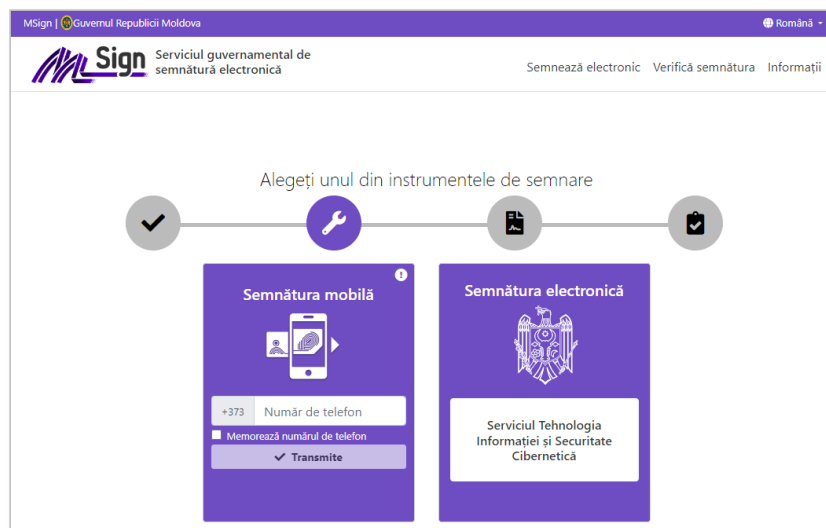 MSign | Guvernul Republicii Moldova
Română
Sign
Serviciul guvernamental de
semnătură electronică
Semnează electronic Verifică semnătura Informații
Alegeți unul din instrumentele de semnare
Semnătura mobilă
+373 Număr de telefon
Memorează numărul de telefon
Transmite
Semnătura electronică
Serviciul Tehnologia
Informației și Securitate
Cibernetică